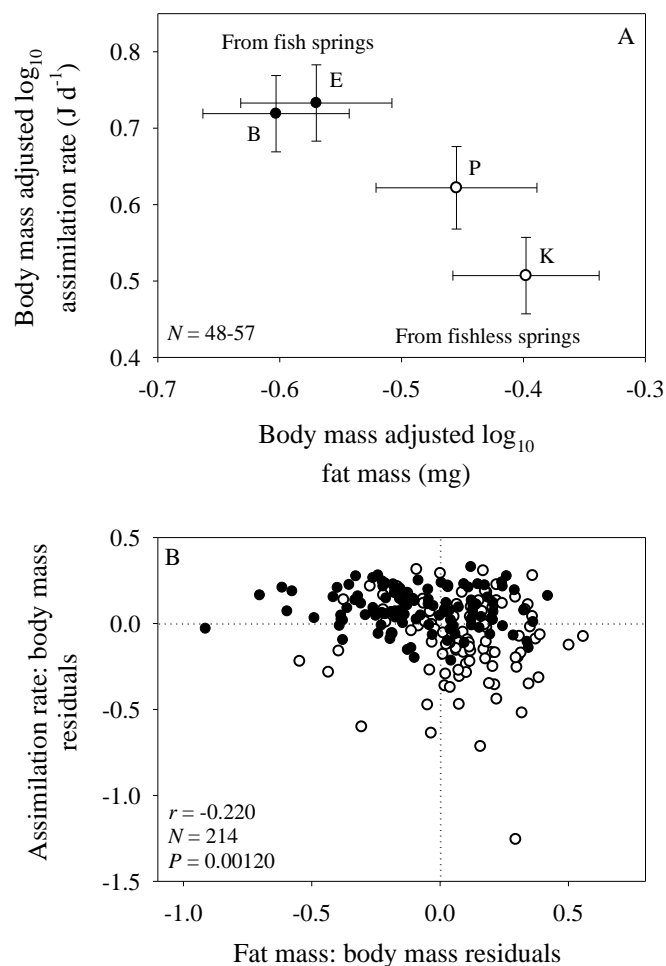 A
From fish springs
E
B
P
K
N = 48-57
From fishless springs
0.8
0.7
0.6
0.5
0.4
-0.7
-0.6
-0.5
-0.4
-0.3
Body mass adjusted log10
assimilation rate (J d-1)
Body mass adjusted log10
fat mass (mg)
B
0.5
0.0
-0.5
-1.0
-1.5
r = -0.220
N = 214
P = 0.00120
-1.0
-0.5
0.0
0.5
Assimilation rate: body mass
residuals
Fat mass: body mass residuals